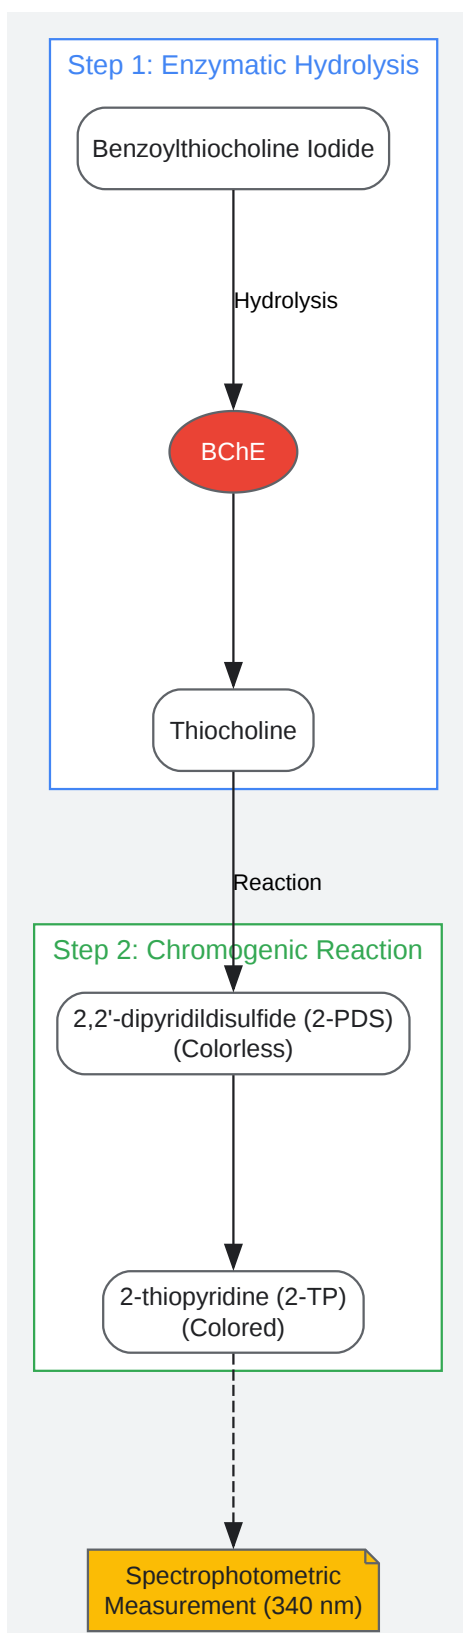 Step 1: Enzymatic Hydrolysis
Benzoylthiocholine Iodide
Hydrolysis
BChE
Thiocholine
Reaction
Step 2: Chromogenic Reaction
2,2'-dipyridildisulfide (2-PDS)
(Colorless)
2-thiopyridine (2-TP)
(Colored)
Spectrophotometric
Measurement (340 nm)